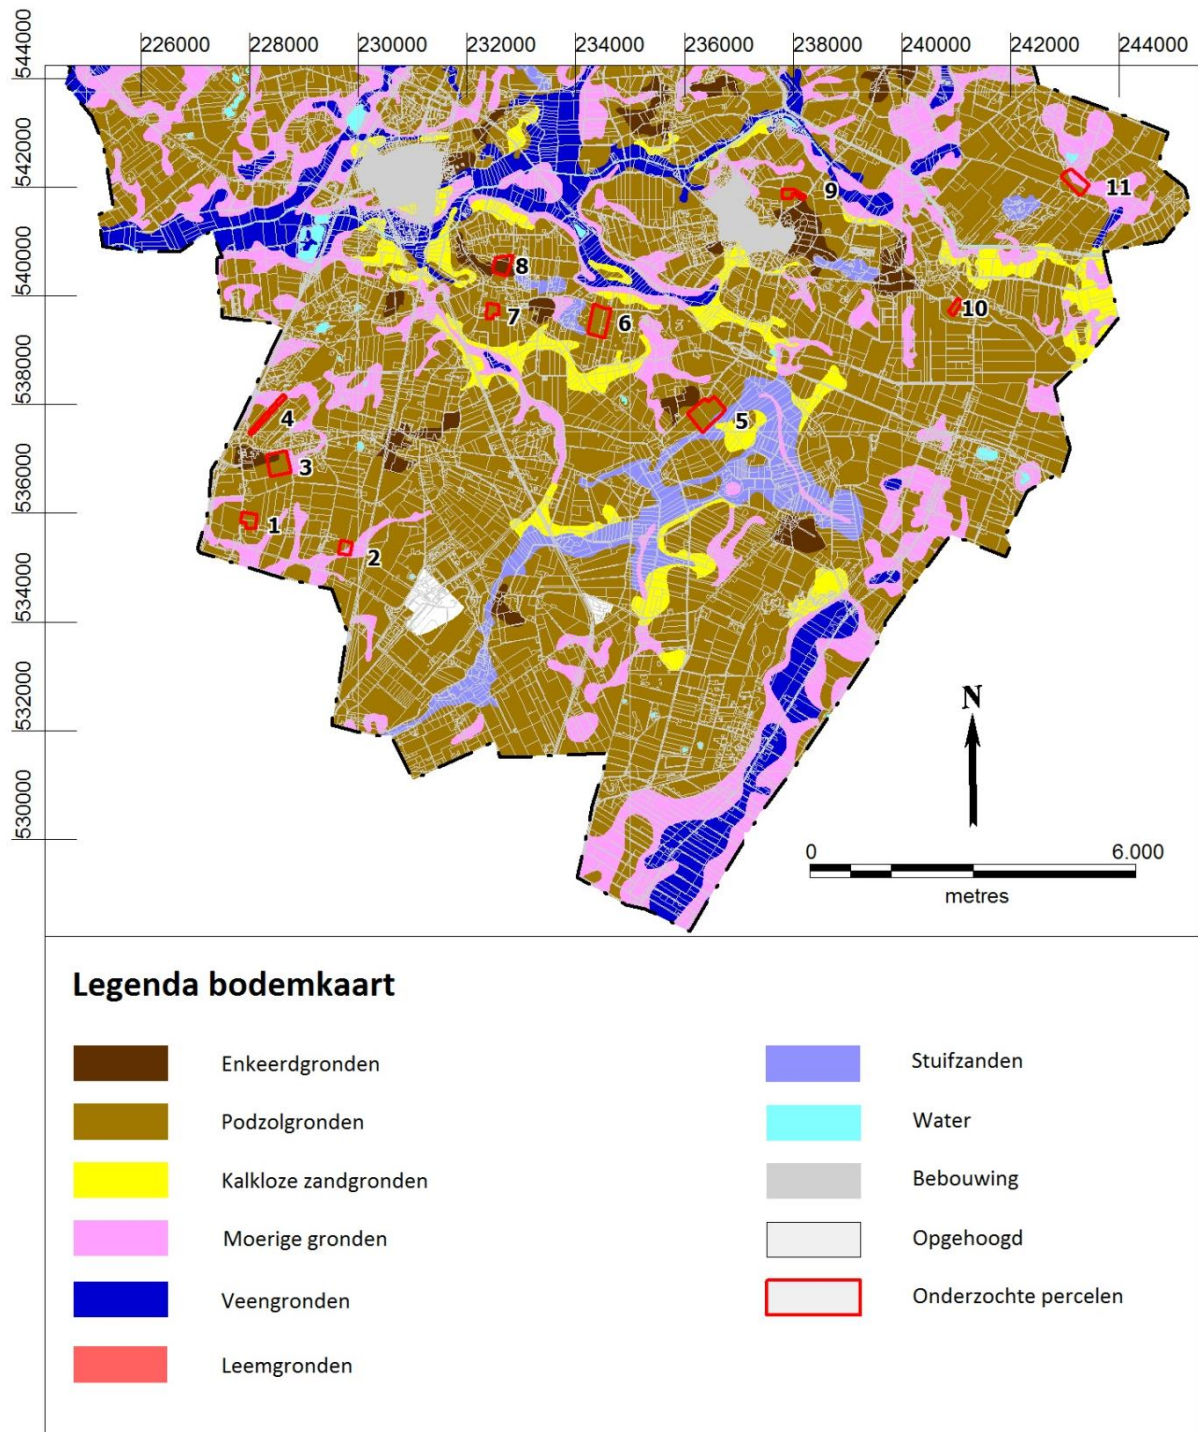 226000 228000 230000 232000 234000 236000 238000 240000 242000 244000
544000
542000
540000
538000
536000
534000
532000
530000
9
11
8
7
6
10
4
5
3
1
2
N
0 6.000
metres
Legenda bodemkaart
Enkeerdgronden
Podzolgronden
Kalkloze zandgronden
Moerige gronden
Veengronden
Leemgronden
Stuifzanden
Water
Bebouwing
Opgehoogd
Onderzochte percelen